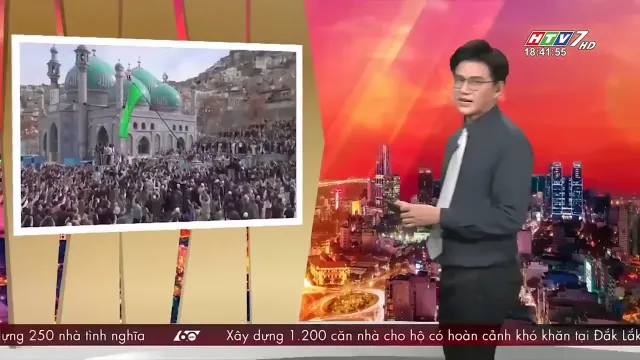 HTV7 HD
18:41:55
ựng 250 nhà tình nghĩa 60 Xây dựng 1.200 căn nhà cho hộ có hoàn cảnh khó khăn tại Đắk Lắk